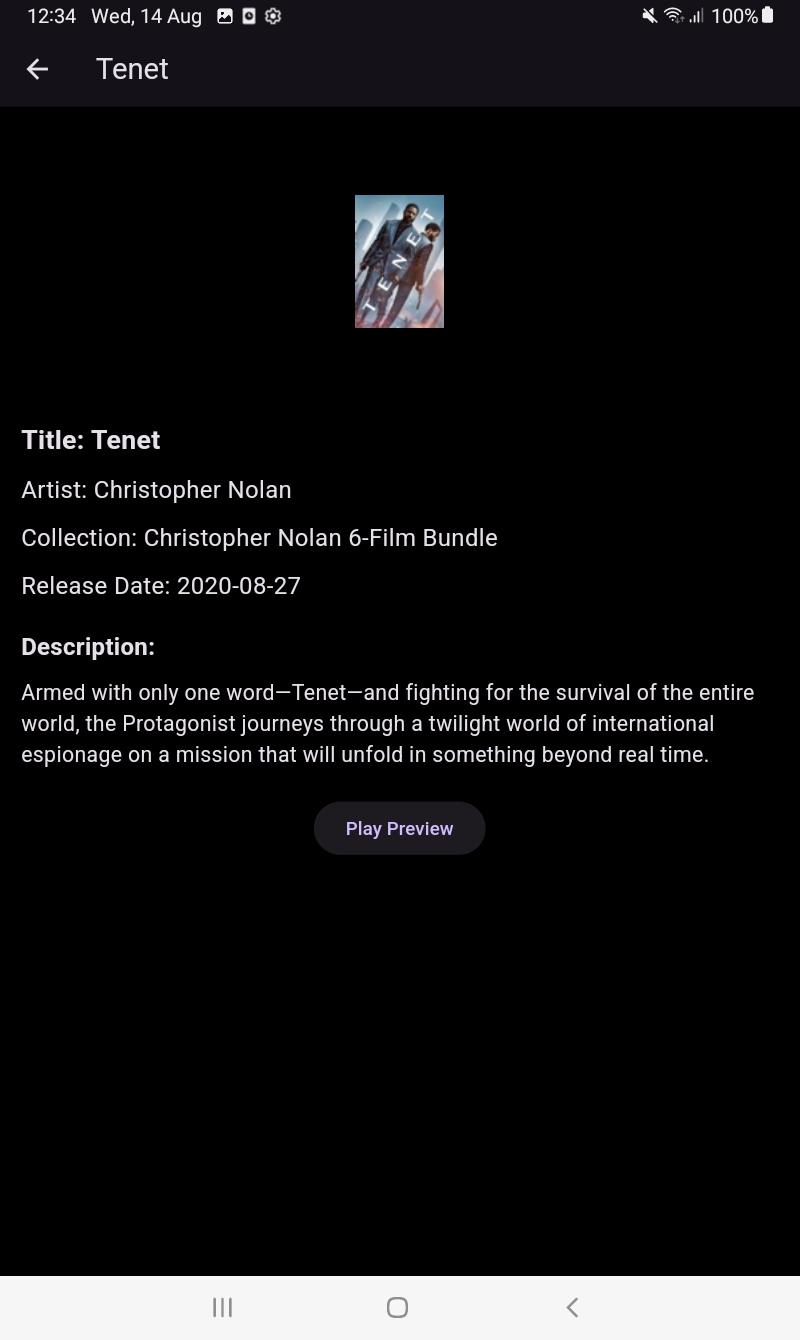 12:34 Wed, 14 Aug 100%
Tenet
TENET
Title: Tenet
Artist: Christopher Nolan
Collection: Christopher Nolan 6-Film Bundle
Release Date: 2020-08-27
Description:
Armed with only one word—Tenet—and fighting for the survival of the entire
world, the Protagonist journeys through a twilight world of international
espionage on a mission that will unfold in something beyond real time.
Play Preview